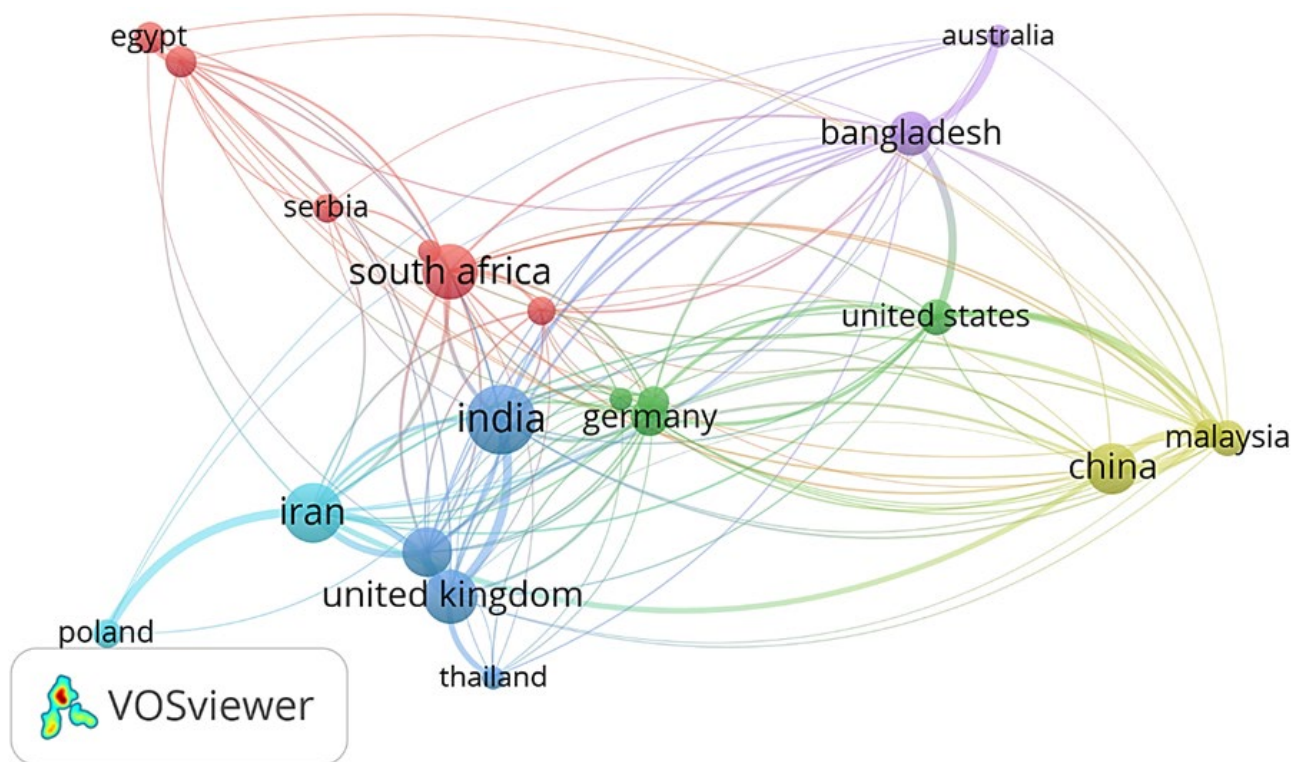 egypt
australia
bangladesh
serbia
south africa
united states
india
germany
malaysia
china
iran
united kingdom
poland
thailand
VOSviewer